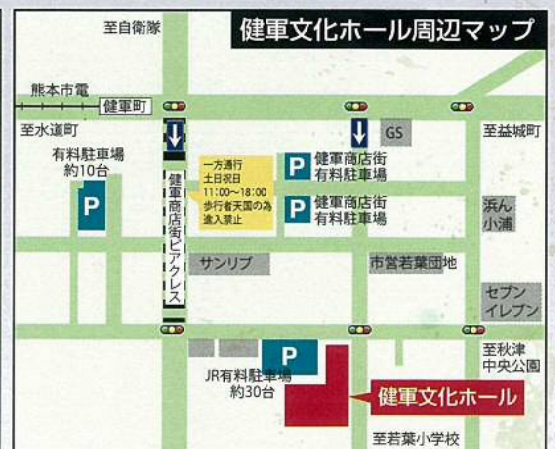 健軍文化ホール周辺マップ
至自衛隊
熊本市電
健軍町
至水道町
GS
至益城町
有料駐車場
約10台
P
健軍商店街ピアクレス
一方通行
土日祝日
11:00〜18:00
歩行者天国の為
進入禁止
P
健軍商店街
有料駐車場
P
健軍商店街
有料駐車場
浜ん
小浦
サンリブ
市営若葉団地
セブン
イレブン
P
JR有料駐車場
約30台
至秋津
中央公園
健軍文化ホール
至若葉小学校